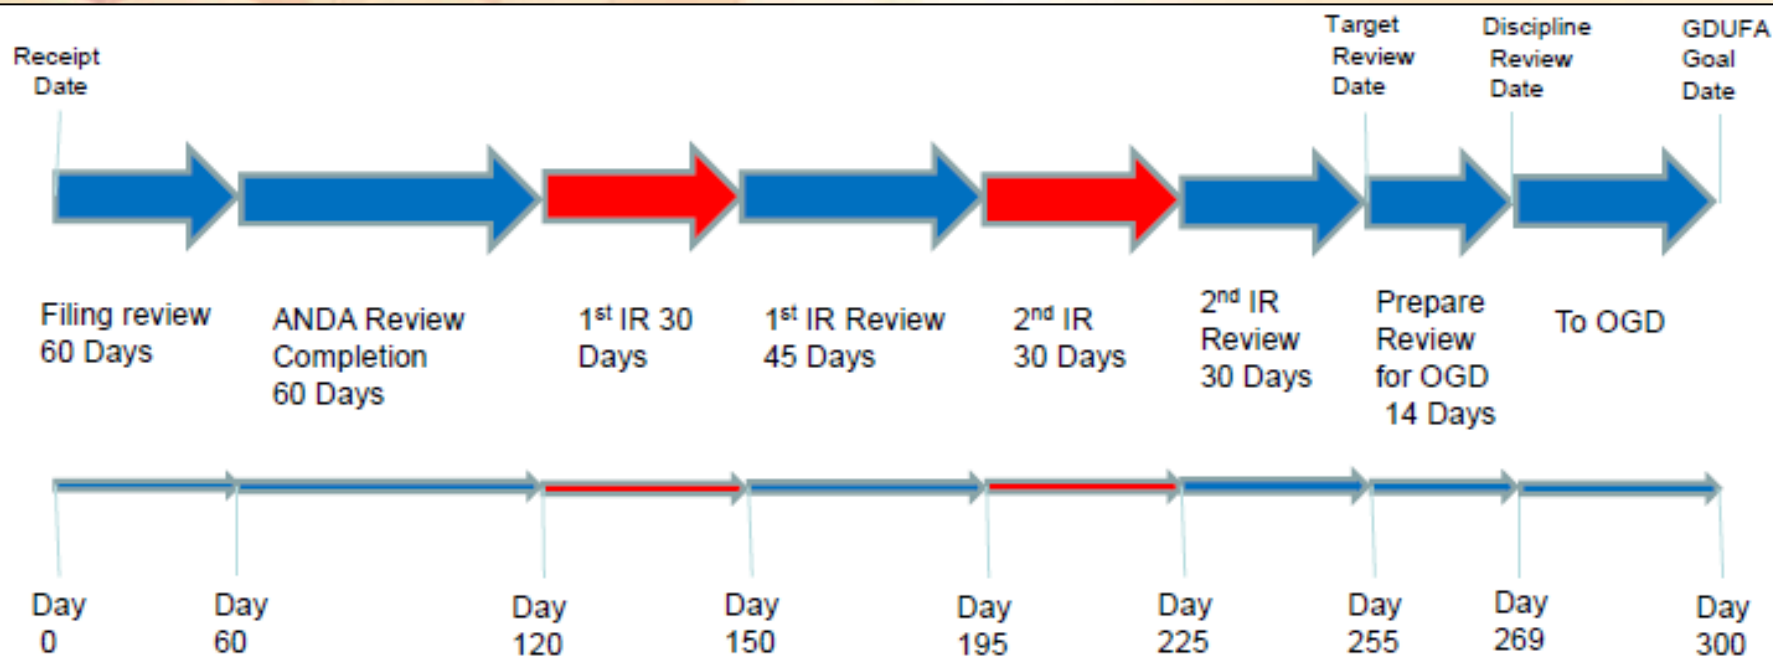 Receipt
Date
Target
Review
Date
Discipline
Review
Date
GDUFA
Goal
Date
Filing review
60 Days
ANDA Review
Completion
60 Days
1st IR 30
Days
1st IR Review
45 Days
2nd IR
30 Days
2nd IR
Review
30 Days
Prepare
Review
for OGD
14 Days
To OGD
Day
0
Day
60
Day
120
Day
150
Day
195
Day
225
Day
255
Day
269
Day
300